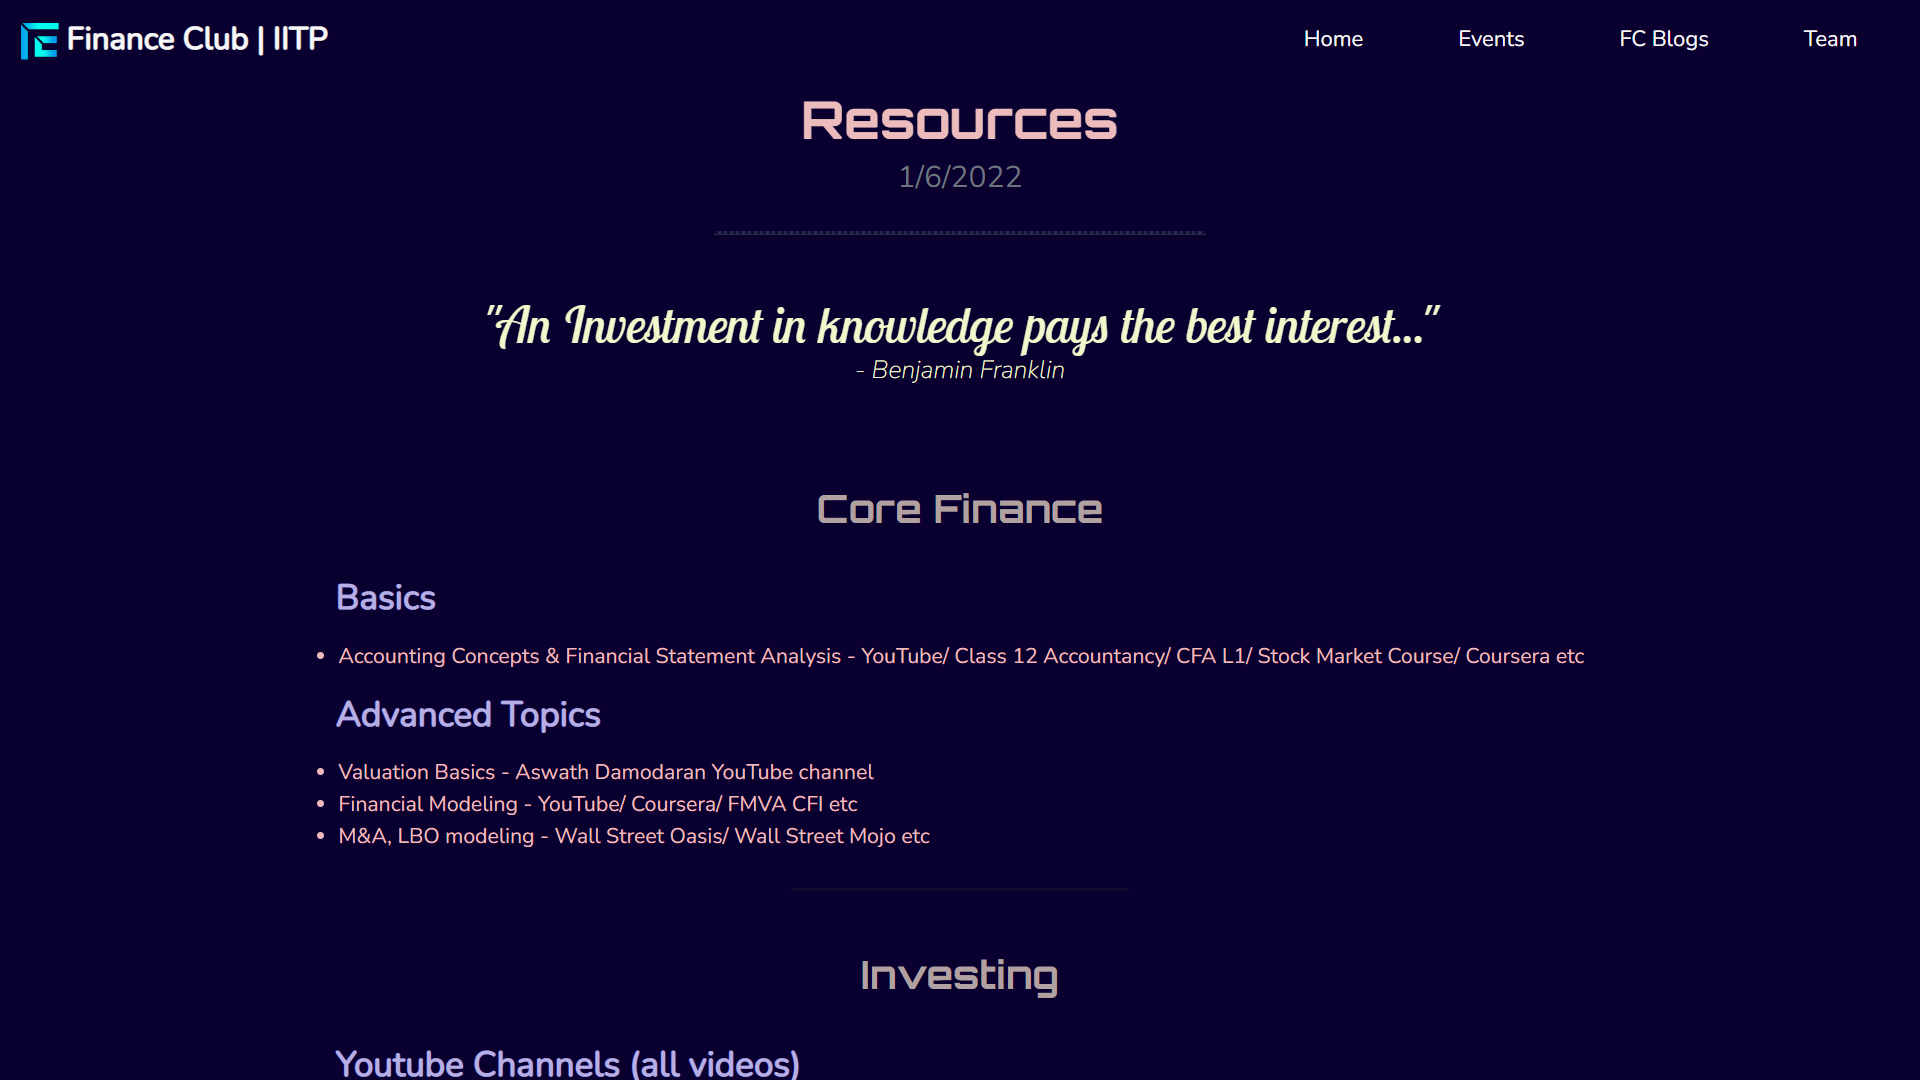 Finance Club | IITP
Home Events FC Blogs Team
Resources
1/6/2022
"An Investment in knowledge pays the best interest..."
- Benjamin Franklin
Core Finance
Basics
• Accounting Concepts & Financial Statement Analysis - YouTube/ Class 12 Accountancy/ CFA L1/ Stock Market Course/ Coursera etc
Advanced Topics
• Valuation Basics - Aswath Damodaran YouTube channel
• Financial Modeling - YouTube/ Coursera/ FMVA CFI etc
• M&A, LBO modeling - Wall Street Oasis/ Wall Street Mojo etc
Investing
Youtube Channels (all videos)